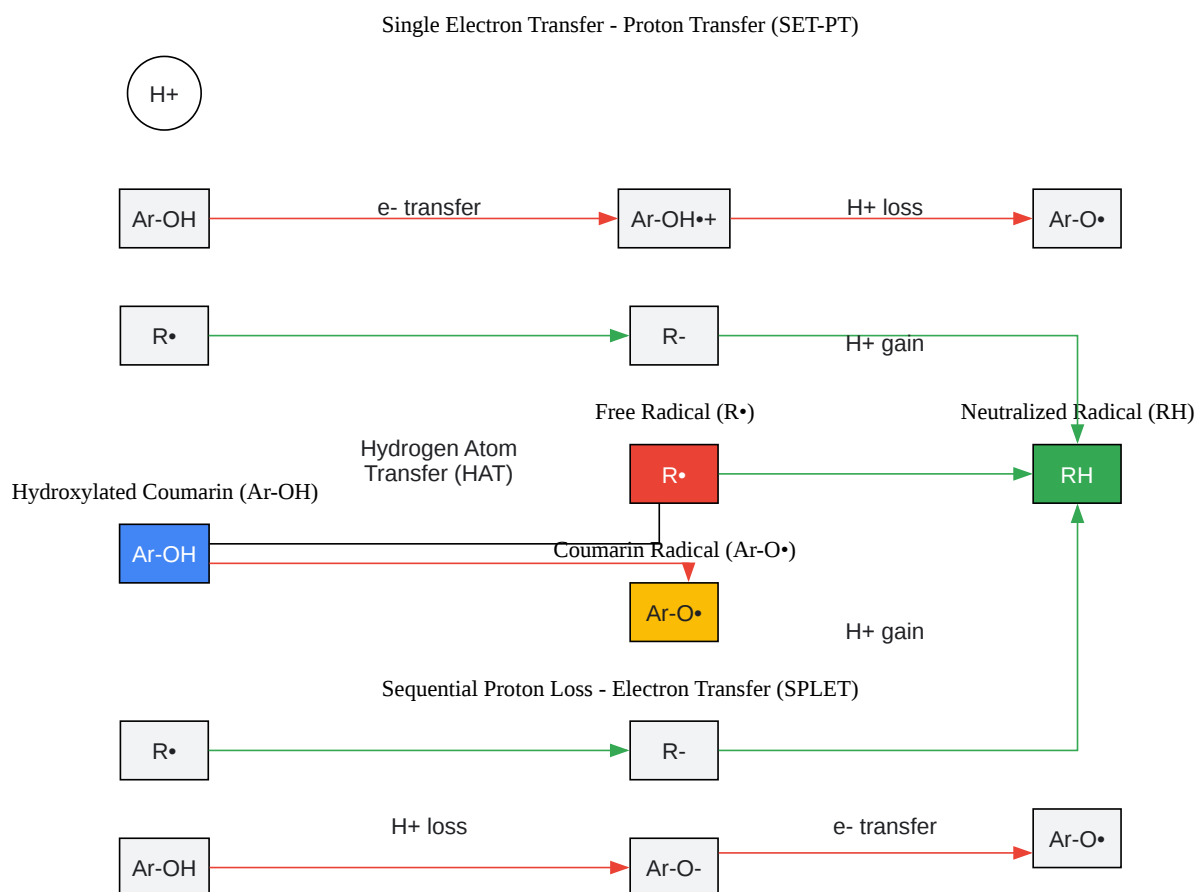 Single Electron Transfer - Proton Transfer (SET-PT)
H+
Ar-OH
e- transfer
Ar-OH•+
H+ loss
Ar-O•
R•
R-
H+ gain
Free Radical (R•)
Neutralized Radical (RH)
Hydrogen Atom
Transfer (HAT)
R•
RH
Hydroxylated Coumarin (Ar-OH)
Ar-OH
Coumarin Radical (Ar-O•)
Ar-O•
H+ gain
Sequential Proton Loss - Electron Transfer (SPLET)
R•
R-
H+ loss
e- transfer
Ar-O•
Ar-OH
Ar-O-